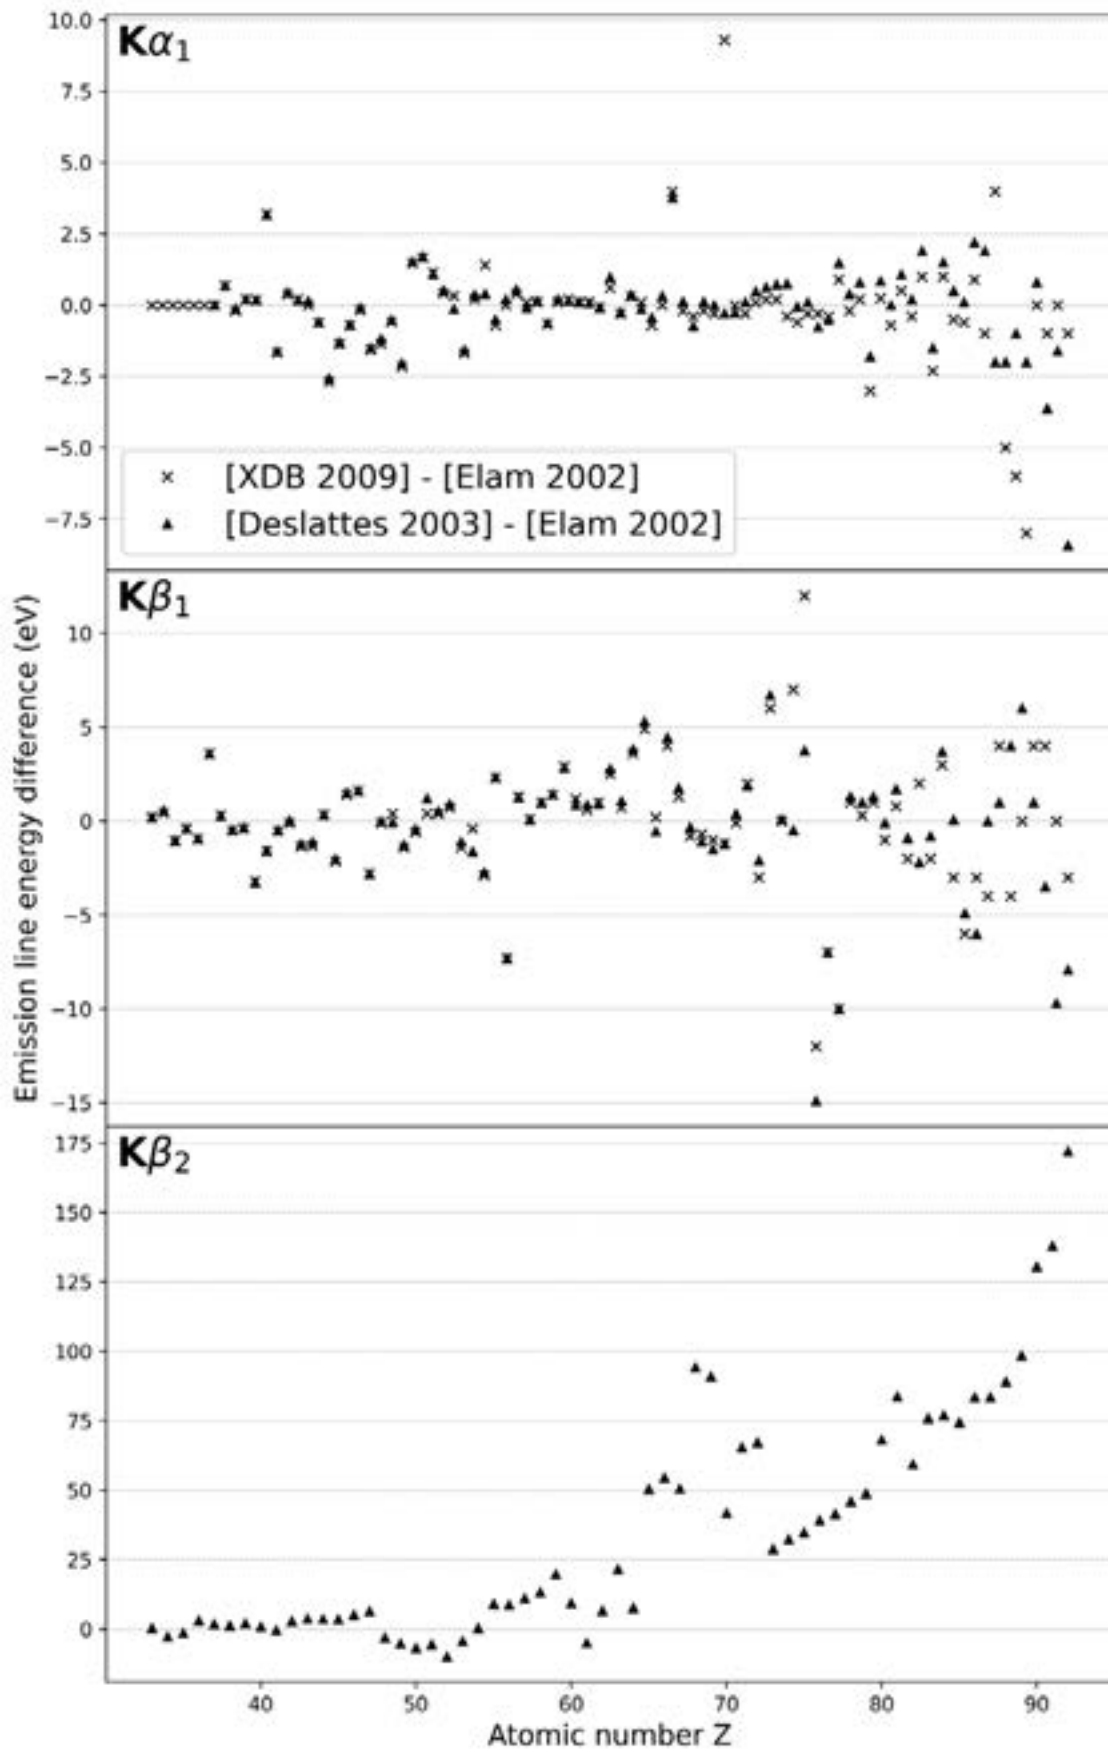 Kα₁
10.0
7.5
5.0
2.5
0.0
−2.5
−5.0
−7.5
[XDB 2009] - [Elam 2002]
[Deslattes 2003] - [Elam 2002]
Emission line energy difference (eV)
Kβ₁
10
5
0
−5
−10
−15
Kβ₂
175
150
125
100
75
50
25
0
40 50 60 70 80 90
Atomic number Z